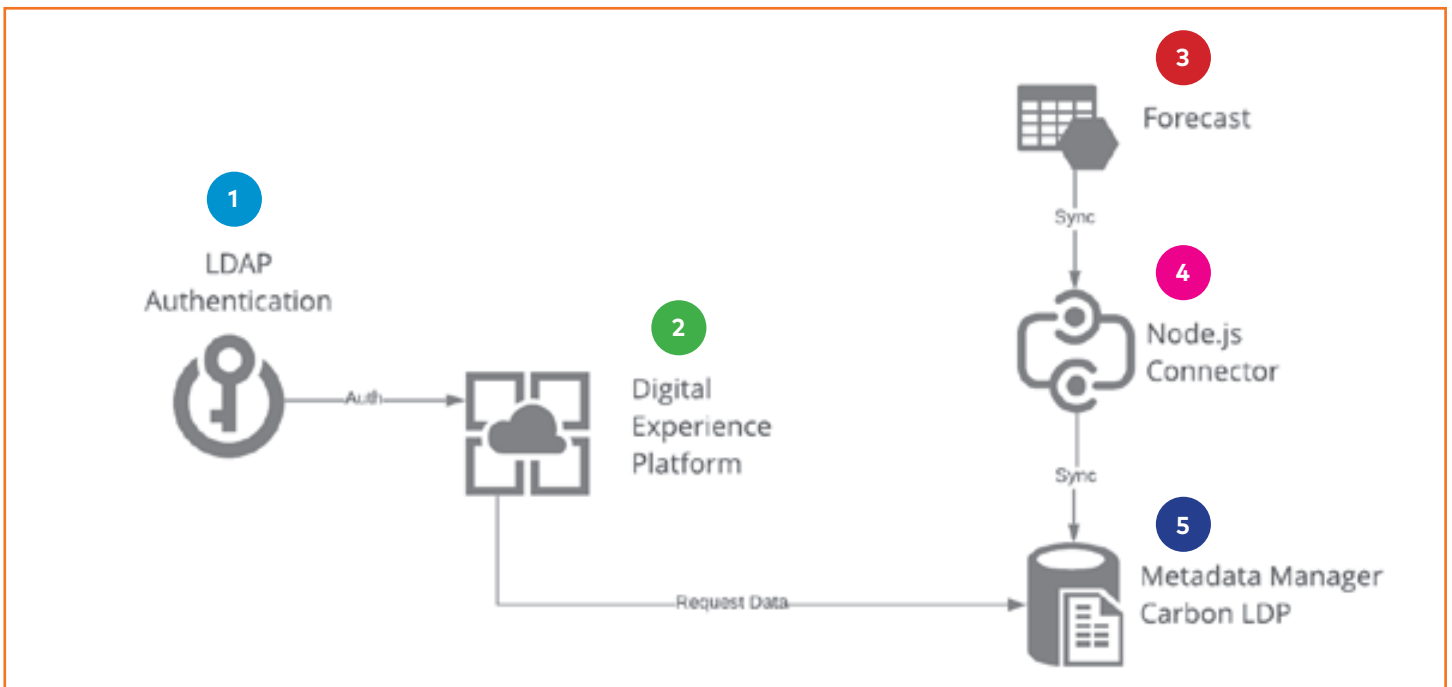 1
LDAP
Authentication
Auth
2
Digital
Experience
Platform
Request Data
3
Forecast
Sync
4
Node.js
Connector
Sync
5
Metadata Manager
Carbon LDP